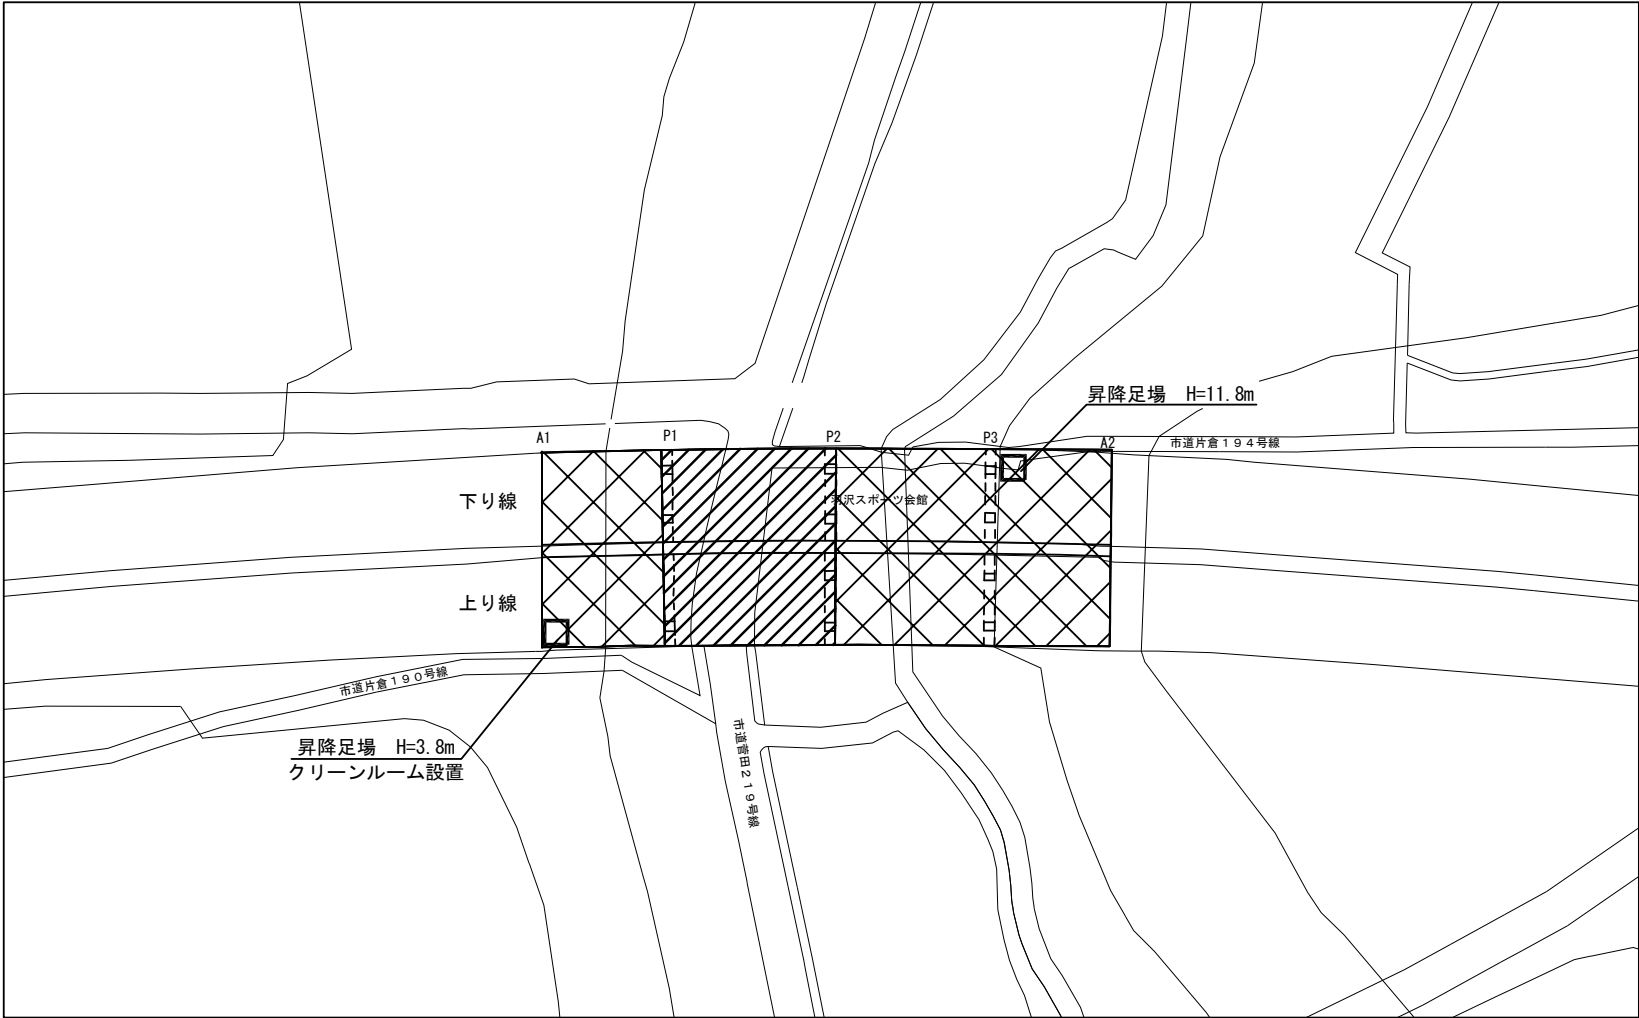 昇降足場 H=11.8m
A1
P1
P2
P3
A2
市道片倉194号線
下り線
羽沢スポーツ会館
上り線
市道片倉190号線
昇降足場 H=3.8m
クリーンルーム設置
市道菅田219号線